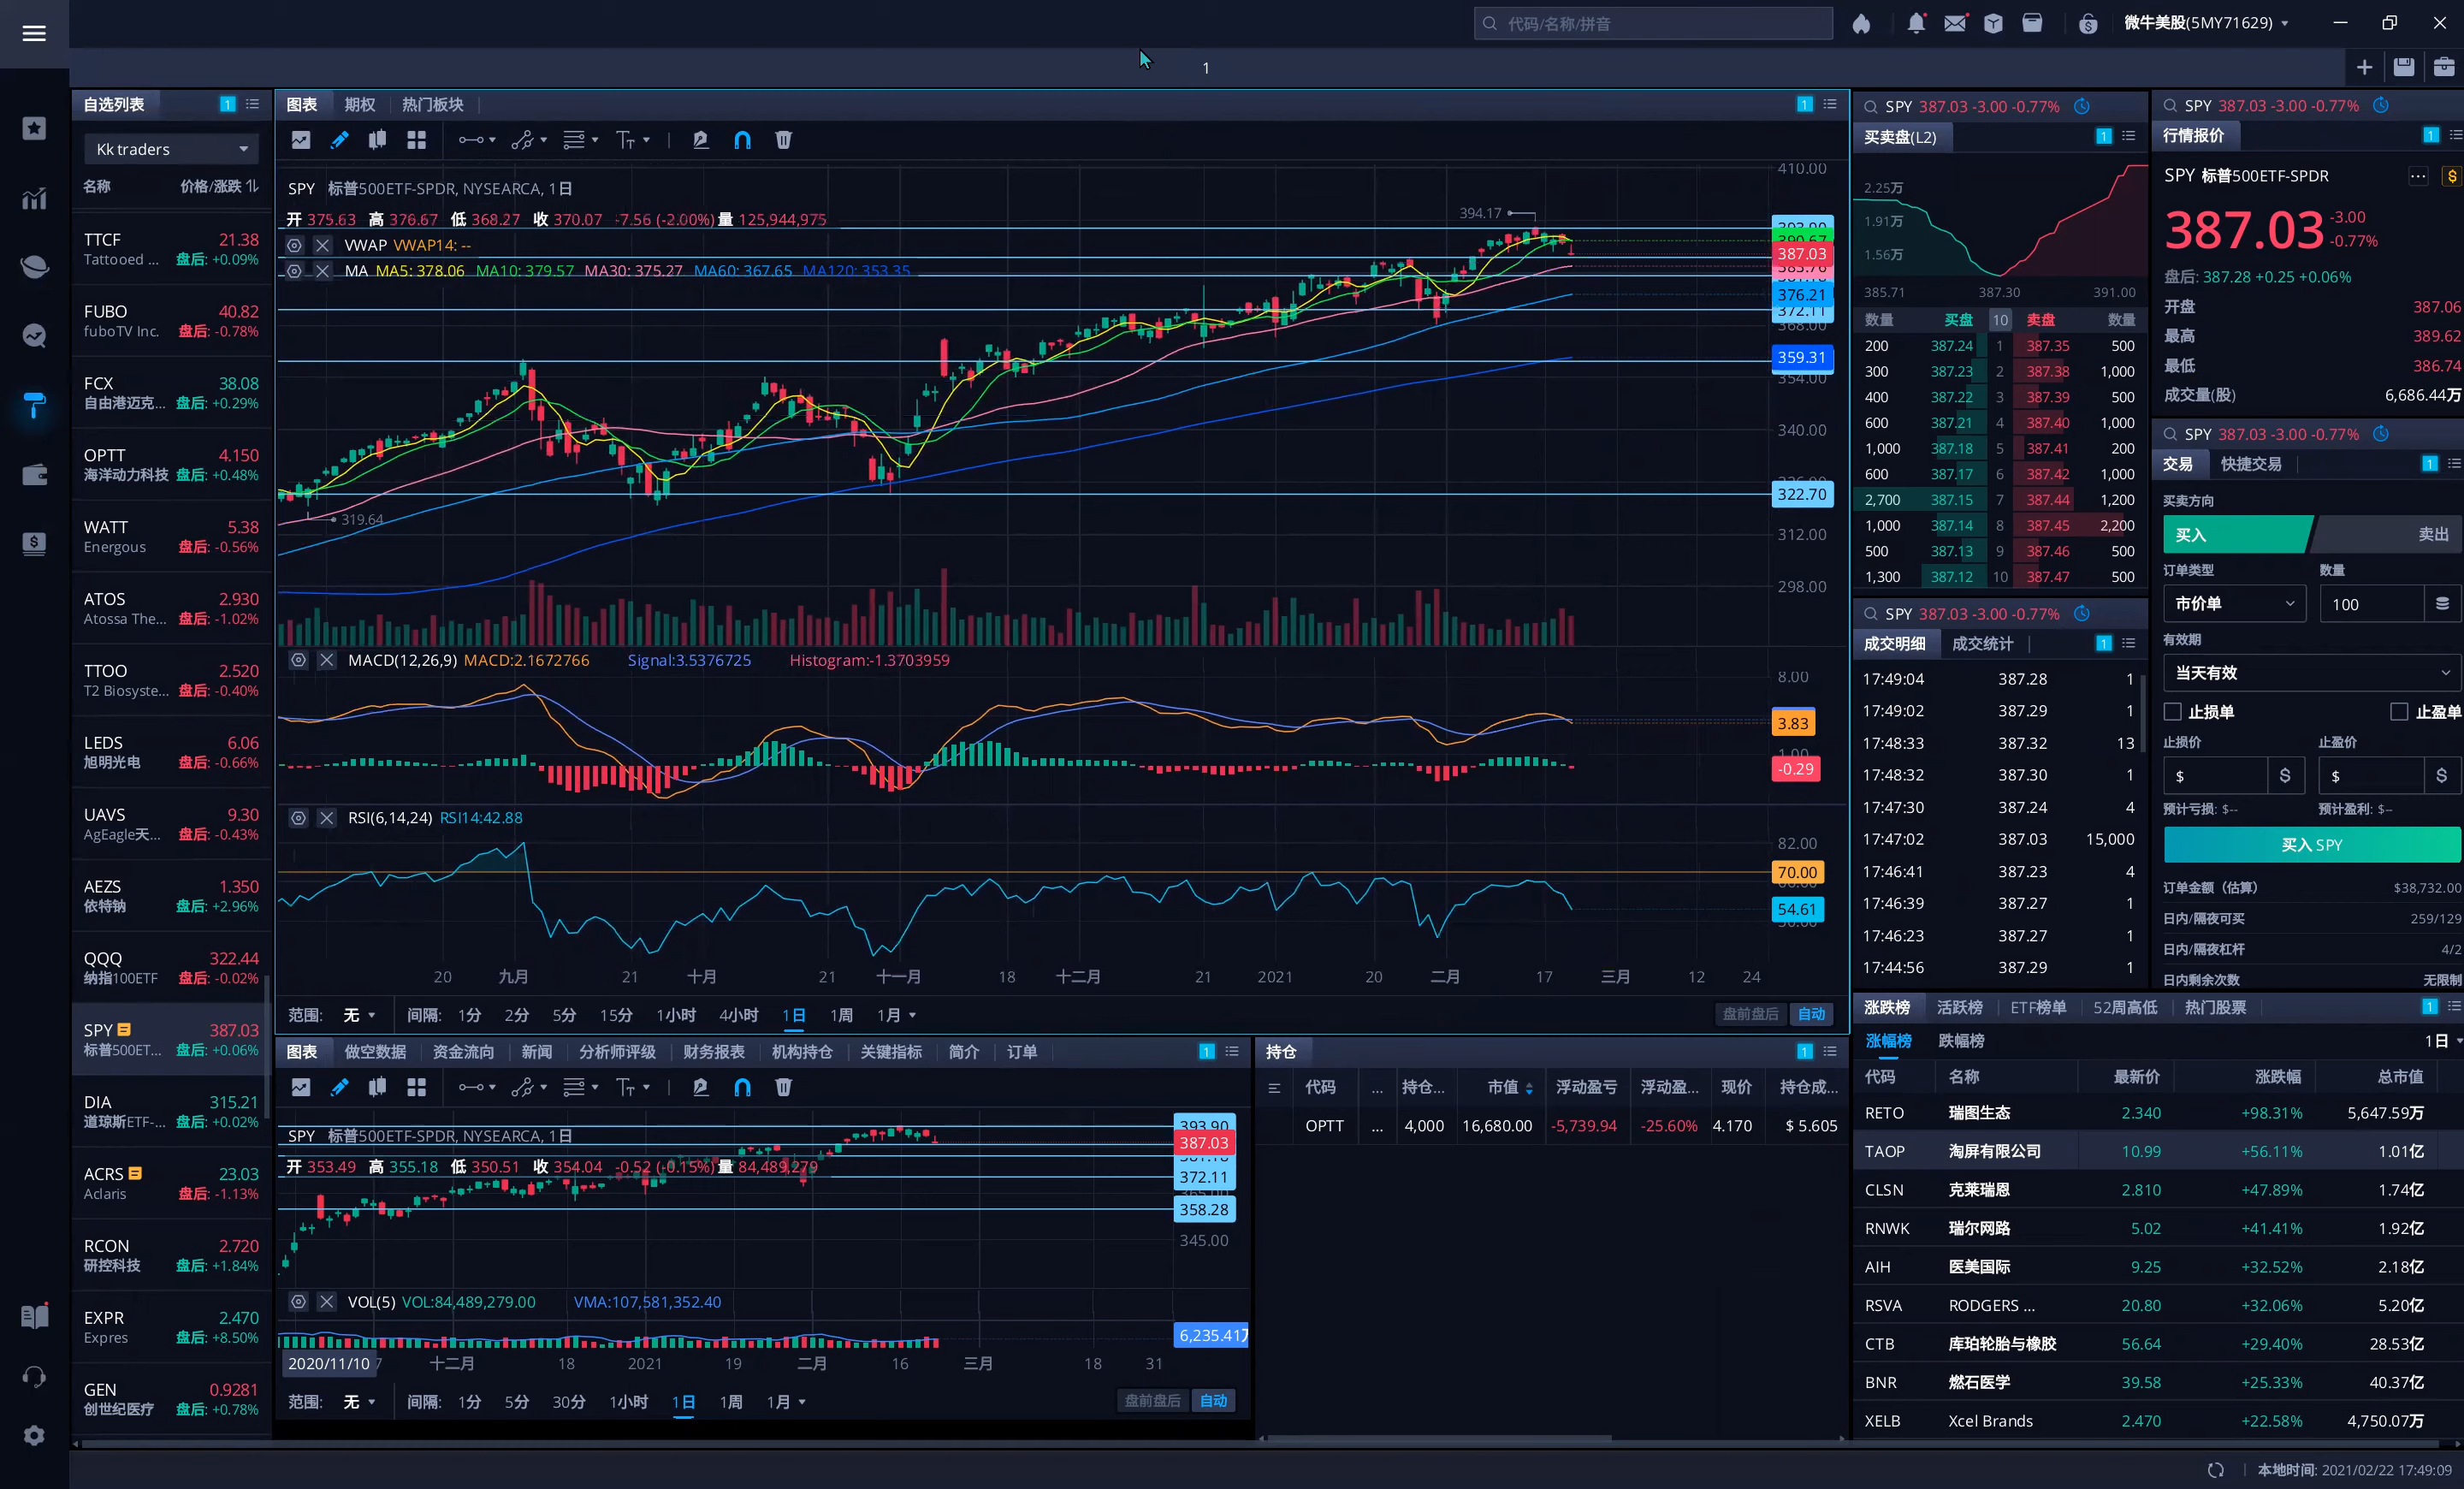 代码/名称/拼音
微牛美股(5MY71629)
1
自选列表 1
Kk traders
名称 价格/涨跌
TTCF 21.38
Tattooed ... 盘后: +0.09%
FUBO 40.82
fuboTV Inc. 盘后: -0.78%
FCX 38.08
自由港迈克... 盘后: +0.29%
OPTT 4.150
海洋动力科技 盘后: +0.48%
WATT 5.38
Energous 盘后: -0.56%
ATOS 2.930
Atossa The... 盘后: -1.02%
TTOO 2.520
T2 Biosyste... 盘后: -0.40%
LEDS 6.06
旭明光电 盘后: -0.66%
UAVS 9.30
AgEagle天... 盘后: -0.43%
AEZS 1.350
依特钠 盘后: +2.96%
QQQ 322.44
纳指100ETF 盘后: -0.02%
SPY 387.03
标普500ET... 盘后: +0.06%
DIA 315.21
道琼斯ETF-... 盘后: +0.02%
ACRS 23.03
Aclaris 盘后: -1.13%
RCON 2.720
研控科技 盘后: +1.84%
EXPR 2.470
Expres 盘后: +8.50%
GEN 0.9281
创世纪医疗 盘后: +0.78%
图表 期权 热门板块 1
SPY 标普500ETF-SPDR, NYSEARCA, 1日
开 375.63 高 376.67 低 368.27 收 370.07 -7.56 (-2.00%) 量 125,944,975
VWAP VWAP14: --
MA MA5: 378.06 MA10: 379.57 MA30: 375.27 MA60: 367.65 MA120: 353.35
394.17
319.64
410.00
387.03
376.21
372.11
368.00
359.31
354.00
340.00
322.70
312.00
298.00
MACD(12,26,9) MACD:2.1672766 Signal:3.5376725 Histogram:-1.3703959
8.00
3.83
1.00
-0.29
RSI(6,14,24) RSI14:42.88
82.00
70.00
54.61
20 九月 21 十月 21 十一月 18 十二月 21 2021 20 二月 17 三月 12 24
范围: 无 间隔: 1分 2分 5分 15分 1小时 4小时 1日 1周 1月 盘前盘后 自动
图表 做空数据 资金流向 新闻 分析师评级 财务报表 机构持仓 关键指标 简介 订单 1
SPY 标普500ETF-SPDR, NYSEARCA, 1日
开 353.49 高 355.18 低 350.51 收 354.04 -0.52 (-0.15%) 量 84,489,279
393.90
387.03
372.11
358.28
345.00
VOL(5) VOL:84,489,279.00 VMA:107,581,352.40
6,235.41万
2020/11/10 十二月 18 2021 19 二月 16 三月 18 31
范围: 无 间隔: 1分 5分 30分 1小时 1日 1周 1月 盘前盘后 自动
持仓 1
代码 ... 持仓... 市值 浮动盈亏 浮动盈... 现价 持仓成...
OPTT ... 4,000 16,680.00 -5,739.94 -25.60% 4.170 $ 5.605
SPY 387.03 -3.00 -0.77%
买卖盘(L2) 1
2.25万
1.91万
1.56万
385.71 387.30 391.00
数量 买盘 10 卖盘 数量
200 387.24 1 387.35 500
300 387.23 2 387.38 1,000
400 387.22 3 387.39 500
600 387.21 4 387.40 1,000
1,000 387.18 5 387.41 200
600 387.17 6 387.42 1,000
2,700 387.15 7 387.44 1,200
1,000 387.14 8 387.45 2,200
500 387.13 9 387.46 500
1,300 387.12 10 387.47 500
SPY 387.03 -3.00 -0.77%
成交明细 成交统计 1
17:49:04 387.28 1
17:49:02 387.29 1
17:48:33 387.32 13
17:48:32 387.30 1
17:47:30 387.24 4
17:47:02 387.03 15,000
17:46:41 387.23 4
17:46:39 387.27 1
17:46:23 387.27 1
17:44:56 387.29 1
SPY 387.03 -3.00 -0.77%
行情报价 1
SPY 标普500ETF-SPDR
387.03 -3.00
-0.77%
盘后: 387.28 +0.25 +0.06%
开盘 387.06
最高 389.62
最低 386.74
成交量(股) 6,686.44万
SPY 387.03 -3.00 -0.77%
交易 快捷交易 1
买卖方向
买入 卖出
订单类型 数量
市价单 100
有效期
当天有效
止损单 止盈单
止损价 止盈价
$ $ $ $
预计亏损: $-- 预计盈利: $--
买入 SPY
订单金额（估算） $38,732.00
日内/隔夜可买 259/129
日内/隔夜杠杆 4/2
日内剩余次数 无限制
涨跌榜 活跃榜 ETF榜单 52周高低 热门股票 1
涨幅榜 跌幅榜 1日
代码 名称 最新价 涨跌幅 总市值
RETO 瑞图生态 2.340 +98.31% 5,647.59万
TAOP 淘屏有限公司 10.99 +56.11% 1.01亿
CLSN 克莱瑞恩 2.810 +47.89% 1.74亿
RNWK 瑞尔网路 5.02 +41.41% 1.92亿
AIH 医美国际 9.25 +32.52% 2.18亿
RSVA RODGERS ... 20.80 +32.06% 5.20亿
CTB 库珀轮胎与橡胶 56.64 +29.40% 28.53亿
BNR 燃石医学 39.58 +25.33% 40.37亿
XELB Xcel Brands 2.470 +22.58% 4,750.07万
本地时间: 2021/02/22 17:49:09